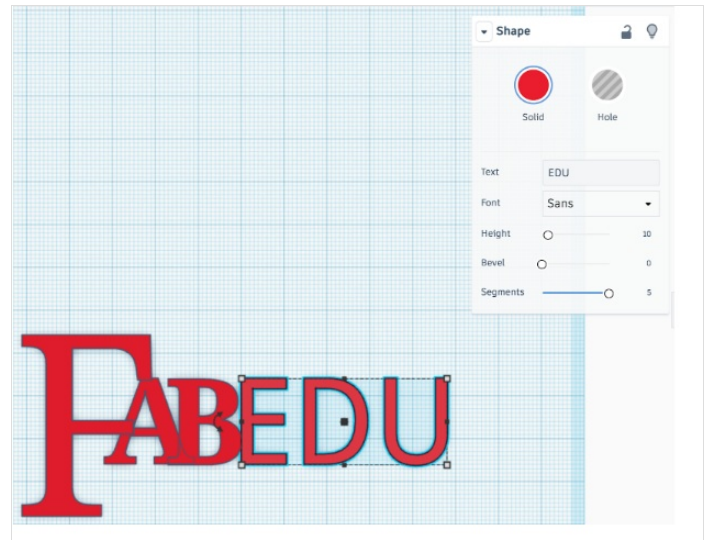 Shape
Solid Hole
Text EDU
Font Sans
Height 10
Bevel 0
Segments 5
FABEDU